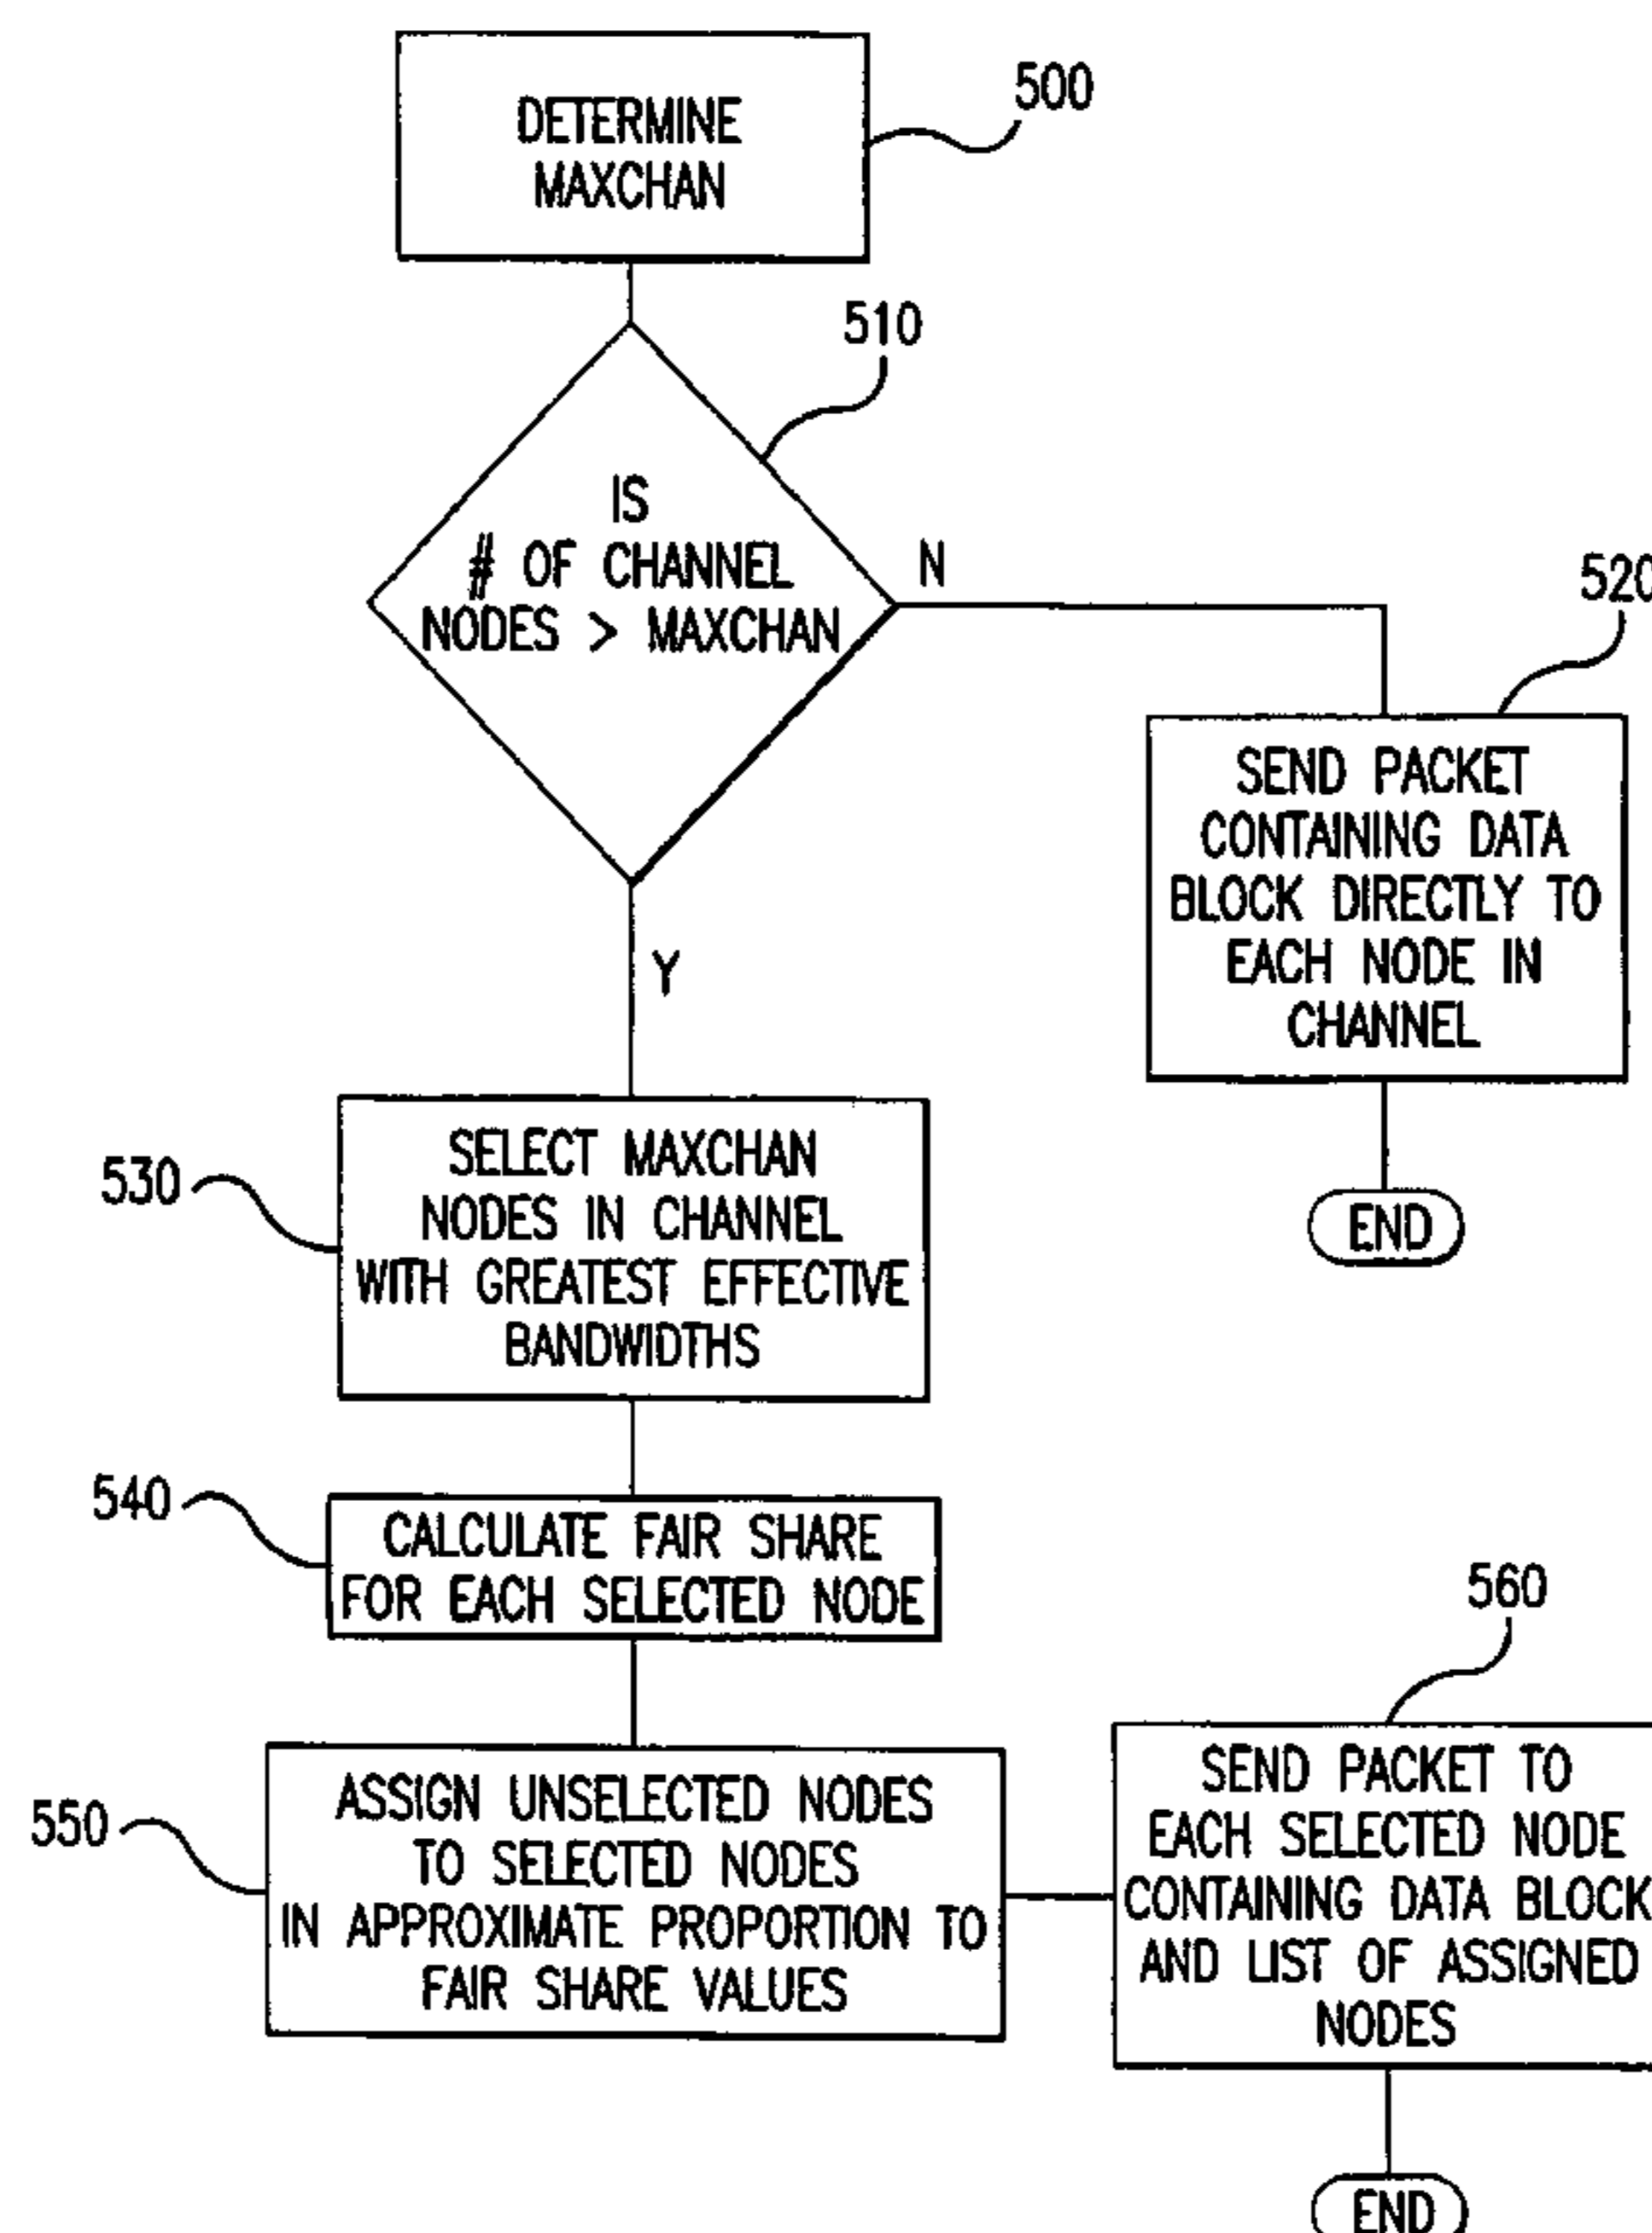 DETERMINE
MAXCHAN
500
510
IS
# OF CHANNEL
NODES > MAXCHAN
N
520
SEND PACKET
CONTAINING DATA
BLOCK DIRECTLY TO
EACH NODE IN
CHANNEL
END
Y
530
SELECT MAXCHAN
NODES IN CHANNEL
WITH GREATEST EFFECTIVE
BANDWIDTHS
540
CALCULATE FAIR SHARE
FOR EACH SELECTED NODE
550
ASSIGN UNSELECTED NODES
TO SELECTED NODES
IN APPROXIMATE PROPORTION TO
FAIR SHARE VALUES
560
SEND PACKET TO
EACH SELECTED NODE
CONTAINING DATA BLOCK
AND LIST OF ASSIGNED
NODES
END